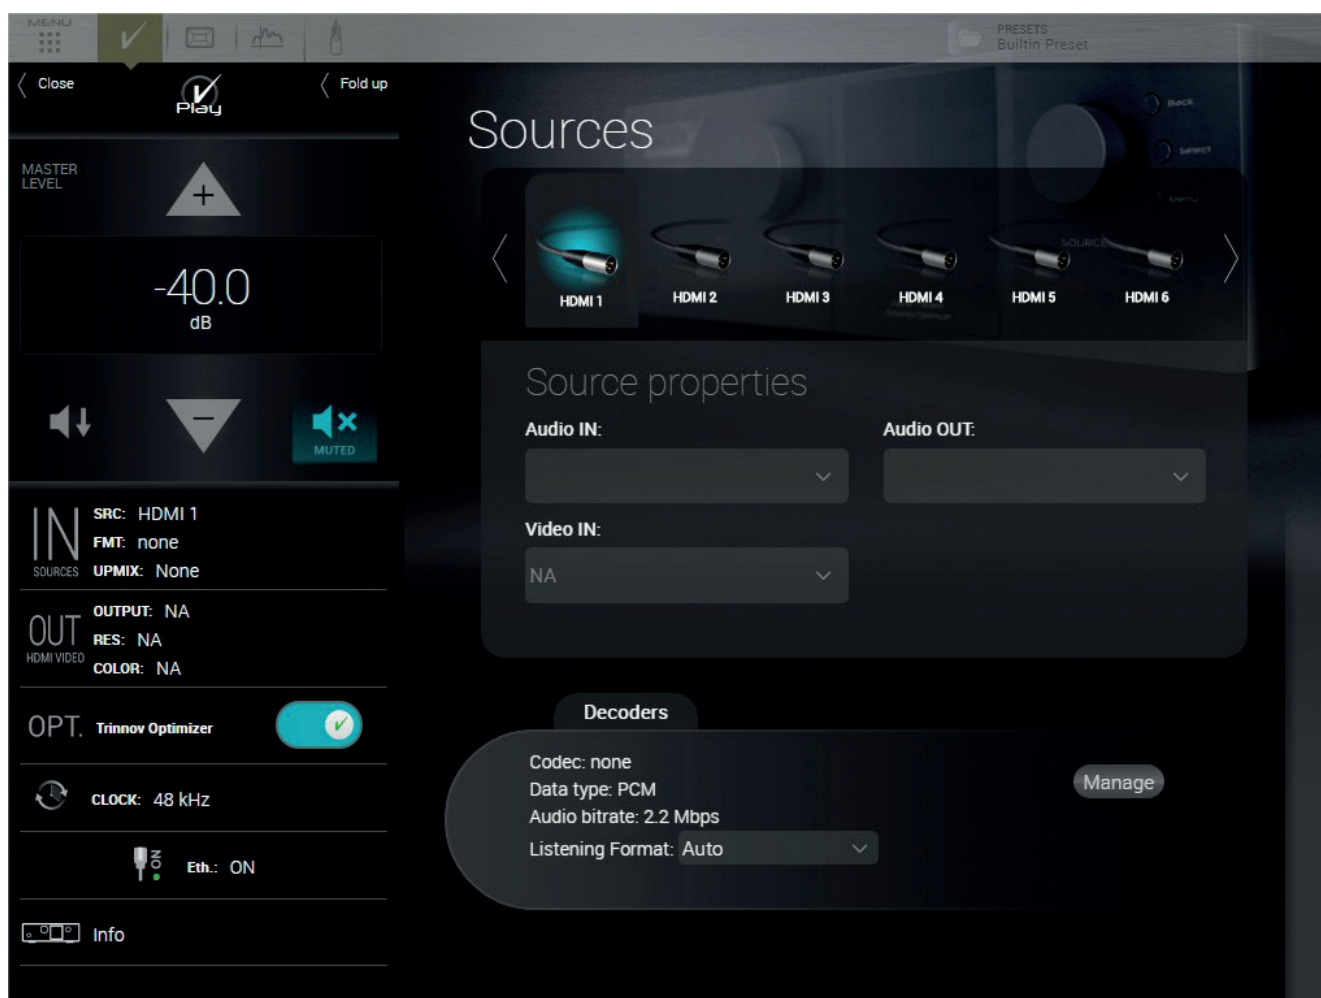 MENU
PRESETS
Builtin Preset
Close
Play
Fold up
MASTER
LEVEL
+
-40.0
dB
−
MUTED
IN
SOURCES
SRC: HDMI 1
FMT: none
UPMIX: None
OUT
HDMI VIDEO
OUTPUT: NA
RES: NA
COLOR: NA
OPT. Trinnov Optimizer
CLOCK: 48 kHz
ON
Eth.: ON
Info
Sources
Back
Select
Menu
SOURCE
HDMI 1
HDMI 2
HDMI 3
HDMI 4
HDMI 5
HDMI 6
Source properties
Audio IN:
Audio OUT:
Video IN:
NA
Decoders
Codec: none
Data type: PCM
Audio bitrate: 2.2 Mbps
Listening Format: Auto
Manage